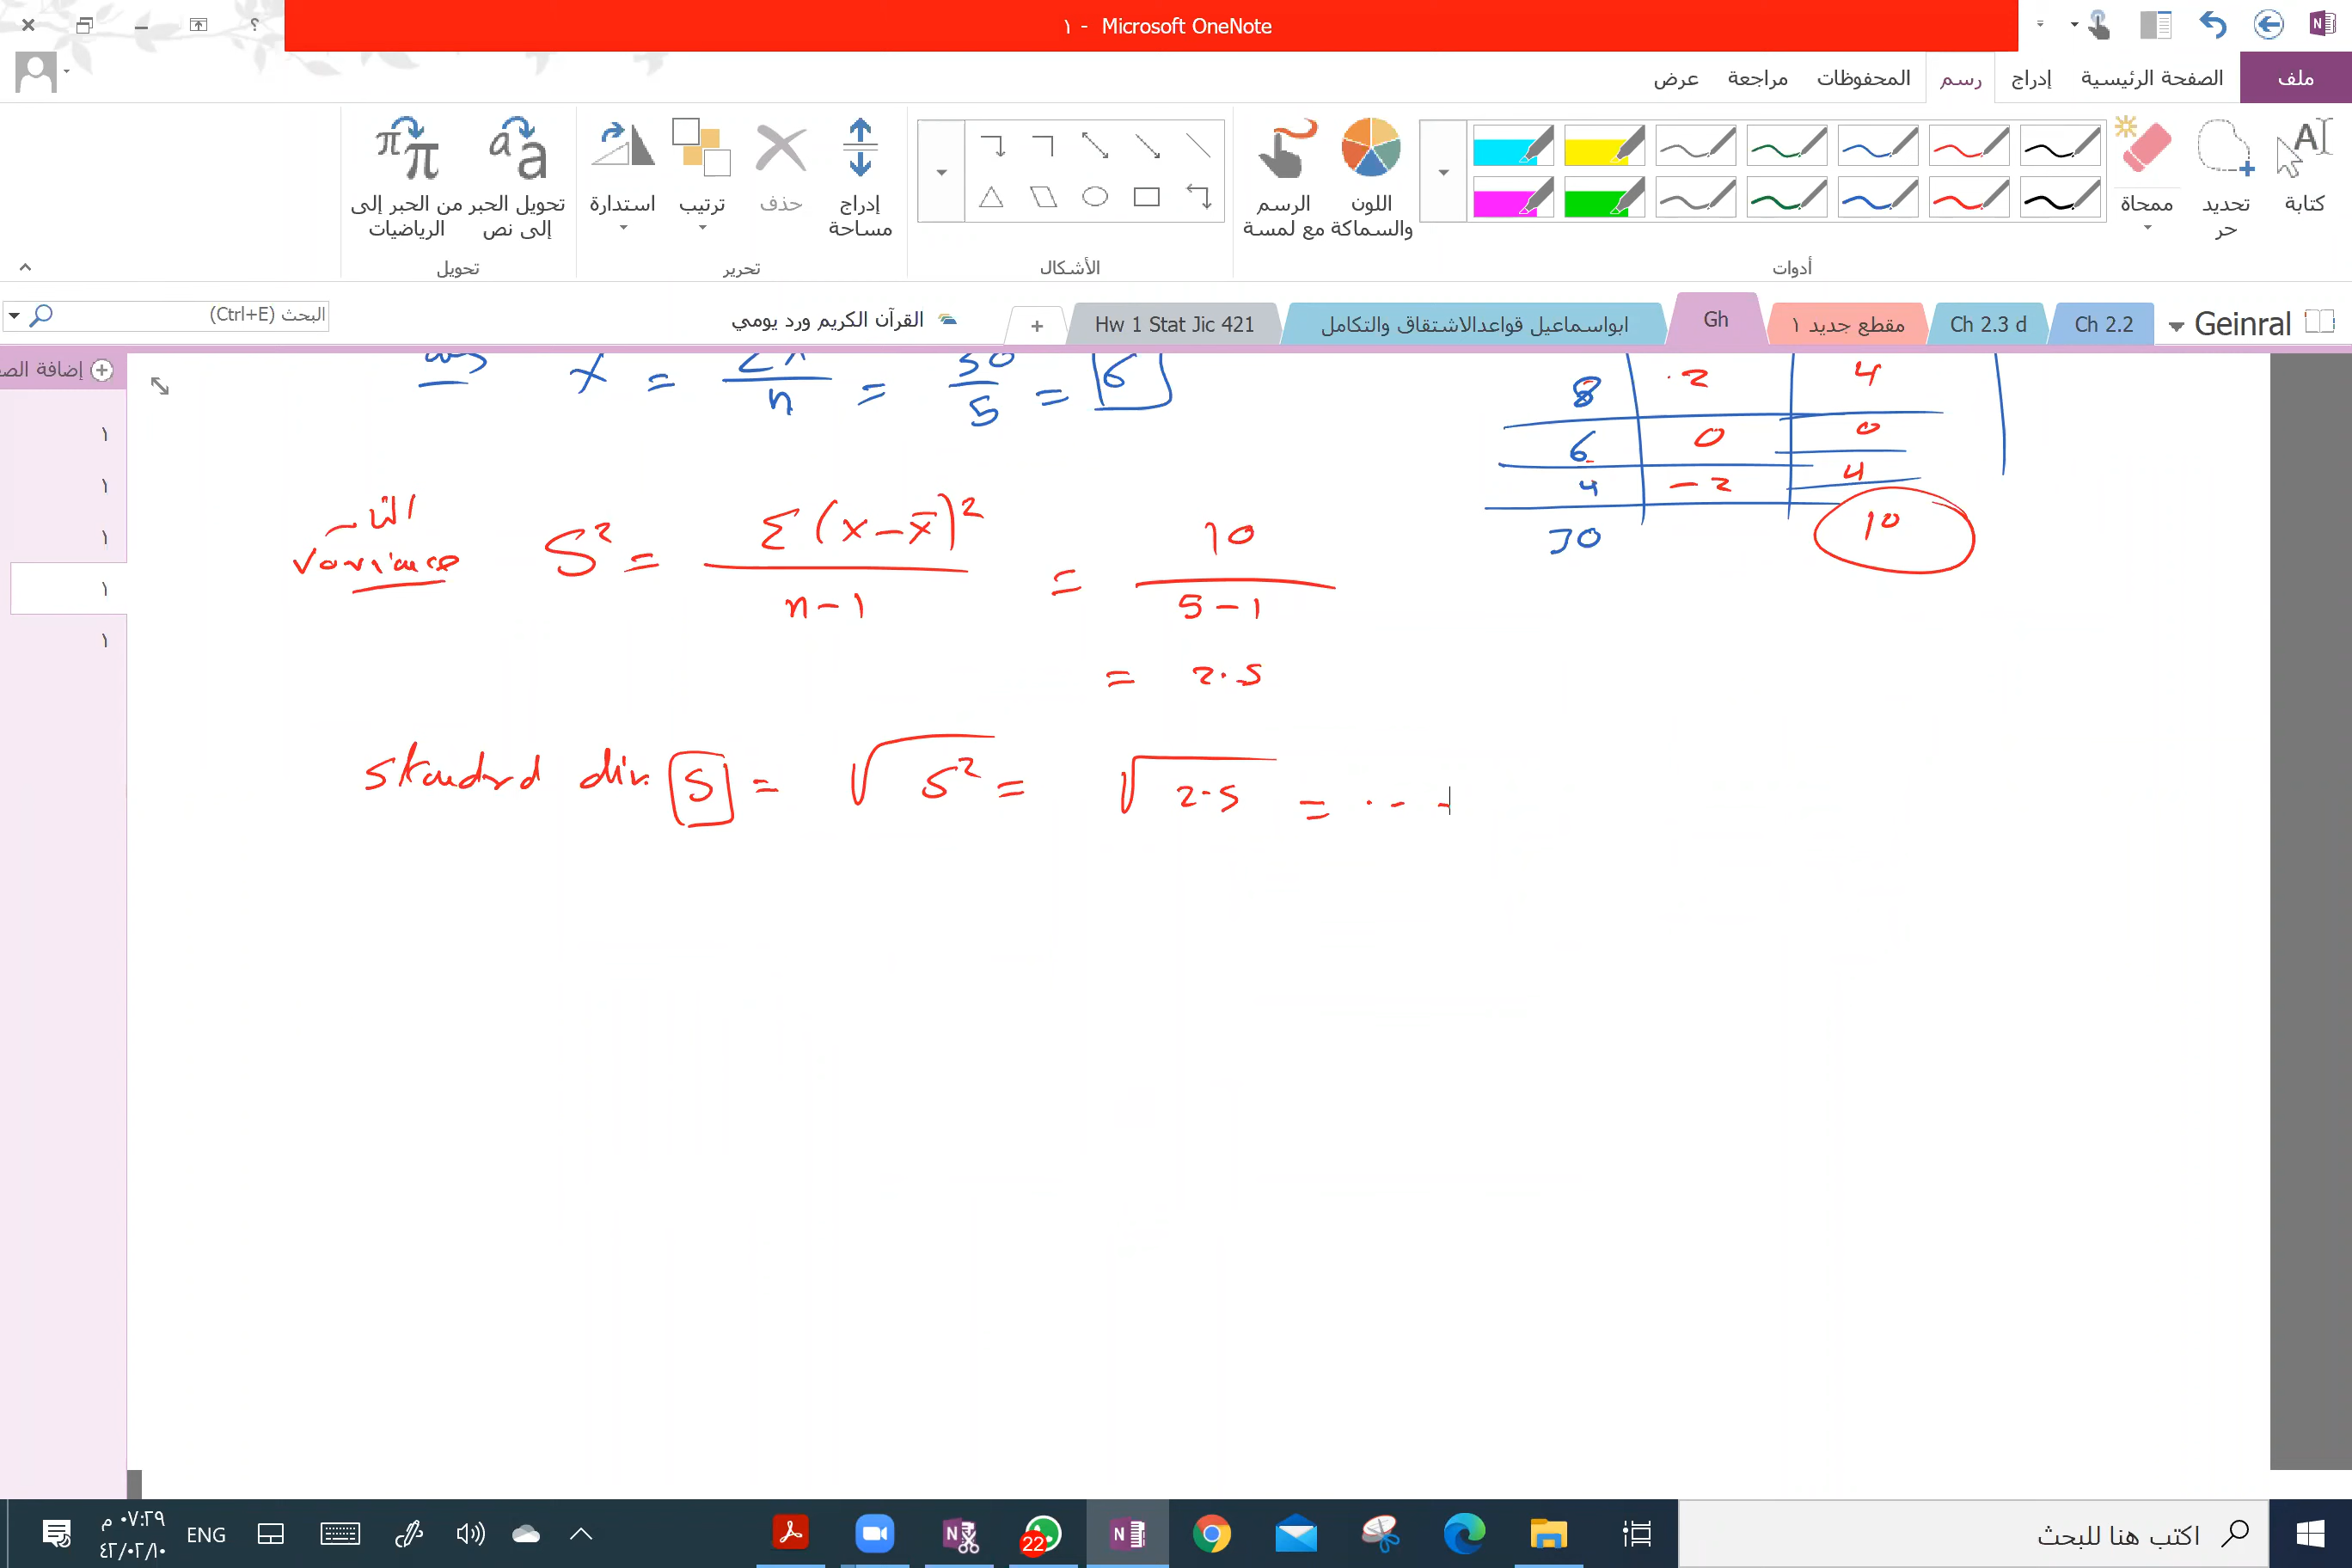 ؟
١ - Microsoft OneNote
ملف
الصفحة الرئيسية
إدراج
رسم
المحفوظات
مراجعة
عرض
كتابة
تحديد
حر
ممحاة
اللون
والسماكة
الرسم
مع لمسة
إدراج
مساحة
حذف
ترتيب
استدارة
تحويل الحبر
إلى نص
من الحبر إلى
الرياضيات
أدوات
الأشكال
تحرير
تحويل
Geinral
Ch 2.2
Ch 2.3 d
مقطع جديد ١
Gh
ابواسماعيل قواعدالاشتقاق والتكامل
Hw 1 Stat Jic 421
+
القرآن الكريم ورد يومي
البحث (Ctrl+E)
إضافة الص
١
١
١
١
١
= = 30/5 = 6
8 2 4
6 0 0
4 -2 4
30 10
variance S² = Σ(x-x̄)² / n-1 = 10 / 5-1
= 2.5
standard div. S = √S² = √2.5 = ...
٠٧:٢٩ م
٤٢/٠٢/١٠
ENG
22
اكتب هنا للبحث